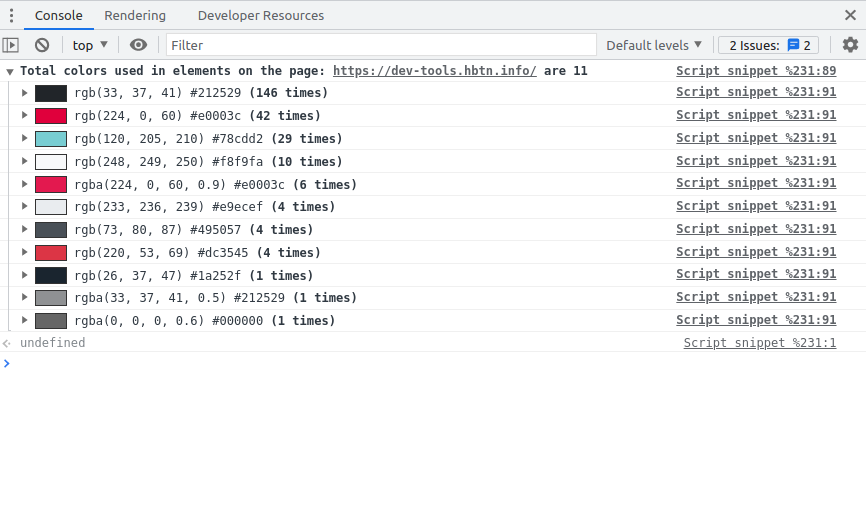 Console Rendering Developer Resources
top Filter Default levels 2 Issues: 2
Total colors used in elements on the page: https://dev-tools.hbtn.info/ are 11 Script snippet %231:89
rgb(33, 37, 41) #212529 (146 times) Script snippet %231:91
rgb(224, 0, 60) #e0003c (42 times) Script snippet %231:91
rgb(120, 205, 210) #78cdd2 (29 times) Script snippet %231:91
rgb(248, 249, 250) #f8f9fa (10 times) Script snippet %231:91
rgba(224, 0, 60, 0.9) #e0003c (6 times) Script snippet %231:91
rgb(233, 236, 239) #e9ecef (4 times) Script snippet %231:91
rgb(73, 80, 87) #495057 (4 times) Script snippet %231:91
rgb(220, 53, 69) #dc3545 (4 times) Script snippet %231:91
rgb(26, 37, 47) #1a252f (1 times) Script snippet %231:91
rgba(33, 37, 41, 0.5) #212529 (1 times) Script snippet %231:91
rgba(0, 0, 0, 0.6) #000000 (1 times) Script snippet %231:91
undefined Script snippet %231:1